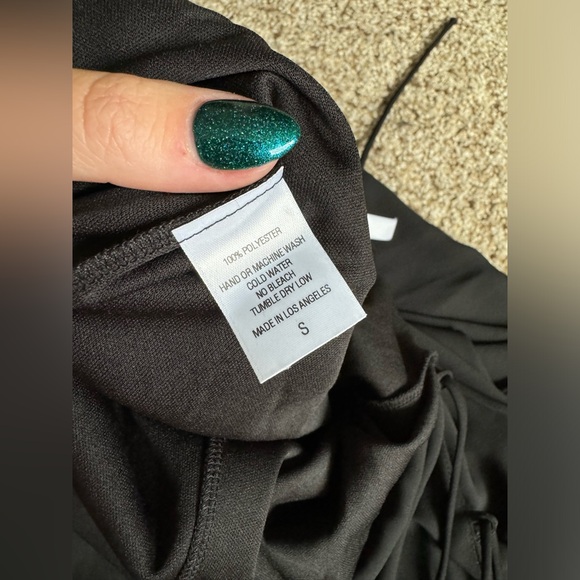 100% POLYESTER
HAND OR MACHINE WASH
COLD WATER
NO BLEACH
TUMBLE DRY LOW
MADE IN LOS ANGELES
S